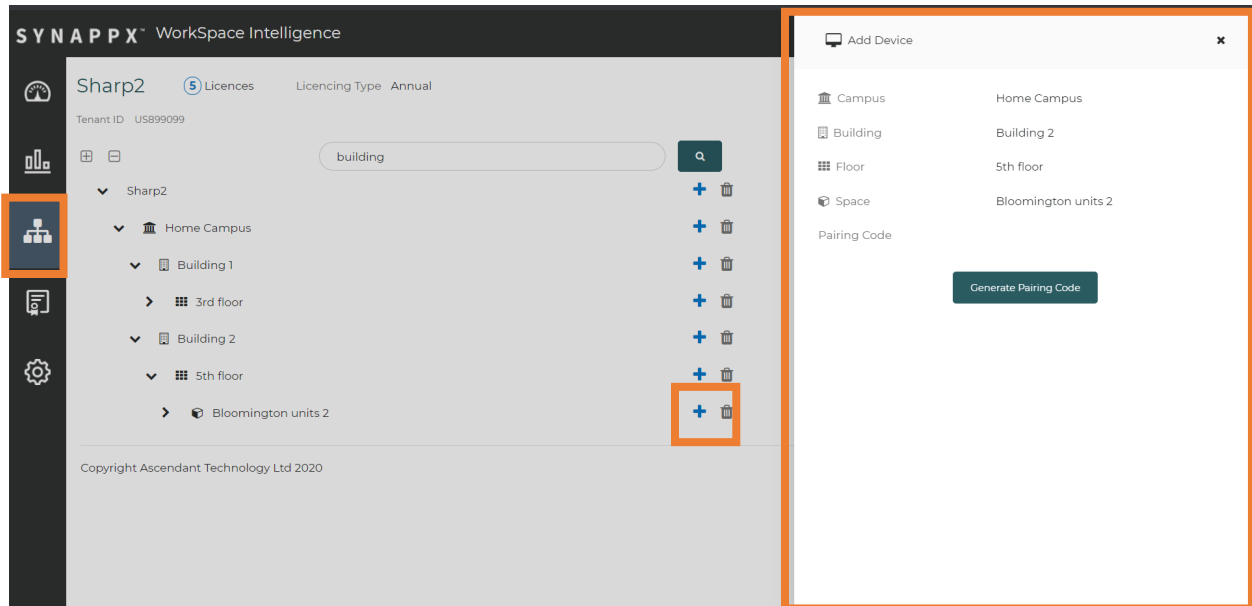 SYNAPPX™ WorkSpace Intelligence
Sharp2 5 Licences Licencing Type Annual
Tenant ID US899099
building
Sharp2
Home Campus
Building 1
3rd floor
Building 2
5th floor
Bloomington units 2
Copyright Ascendant Technology Ltd 2020
Add Device
Campus Home Campus
Building Building 2
Floor 5th floor
Space Bloomington units 2
Pairing Code
Generate Pairing Code